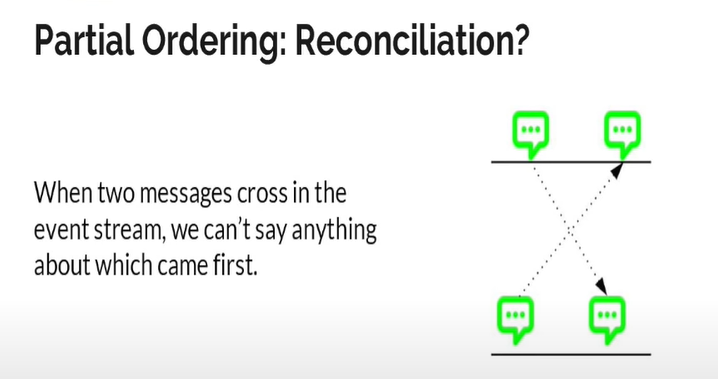 Partial Ordering: Reconciliation?
When two messages cross in the
event stream, we can't say anything
about which came first.